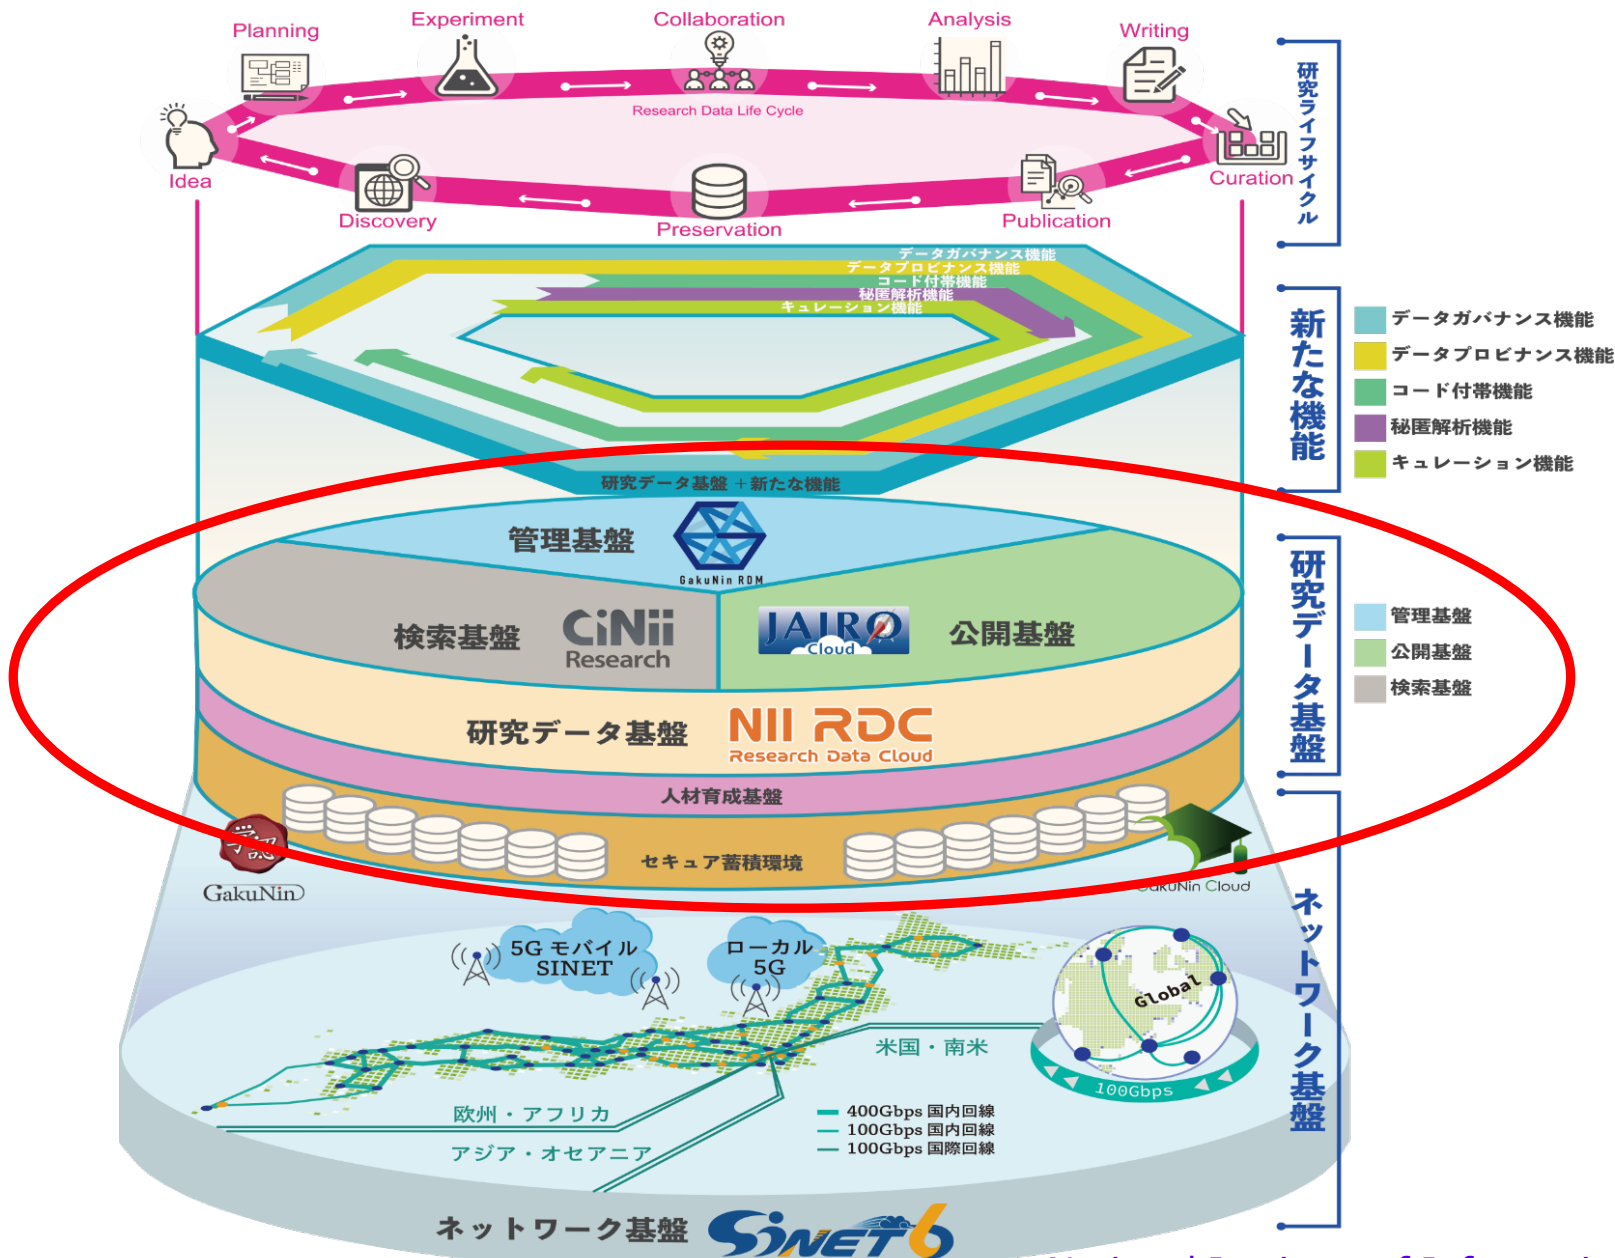 Planning
Experiment
Collaboration
Analysis
Writing
Research Data Life Cycle
Idea
Discovery
Preservation
Publication
Curation
研究ライフサイクル
データガバナンス機能
データプロビナンス機能
コード付帯機能
秘匿解析機能
キュレーション機能
新たな機能
データガバナンス機能
データプロビナンス機能
コード付帯機能
秘匿解析機能
キュレーション機能
研究データ基盤 +新たな機能
管理基盤
GakuNin RDM
検索基盤
CiNii
Research
JAIRO
Cloud
公開基盤
研究データ基盤
管理基盤
公開基盤
検索基盤
研究データ基盤
NII RDC
Research Data Cloud
人材育成基盤
セキュア蓄積環境
学認
GakuNin
GakuNin Cloud
ネットワーク基盤
5G モバイル
SINET
ローカル
5G
Global
100Gbps
米国・南米
欧州・アフリカ
アジア・オセアニア
400Gbps 国内回線
100Gbps 国内回線
100Gbps 国際回線
ネットワーク基盤
SINET6